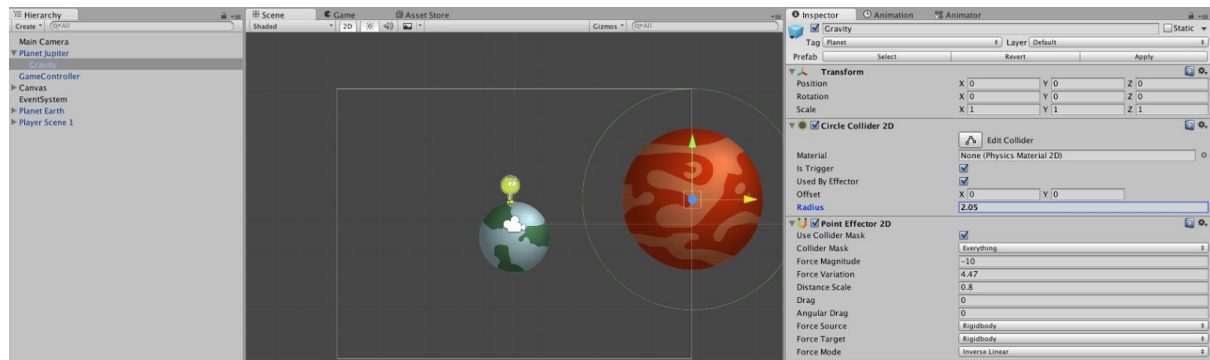 Hierarchy
Create
All
Main Camera
Planet Jupiter
Gravity
GameController
Canvas
EventSystem
Planet Earth
Player Scene 1
Scene
Game
Asset Store
Shaded
2D
Gizmos
All
Inspector
Animation
Animator
Gravity
Static
Tag Planet Layer Default
Prefab Select Revert Apply
Transform
Position X 0 Y 0 Z 0
Rotation X 0 Y 0 Z 0
Scale X 1 Y 1 Z 1
Circle Collider 2D
Edit Collider
Material None (Physics Material 2D)
Is Trigger
Used By Effector
Offset X 0 Y 0
Radius 2.05
Point Effector 2D
Use Collider Mask
Collider Mask Everything
Force Magnitude -10
Force Variation 4.47
Distance Scale 0.8
Drag 0
Angular Drag 0
Force Source Rigidbody
Force Target Rigidbody
Force Mode Inverse Linear